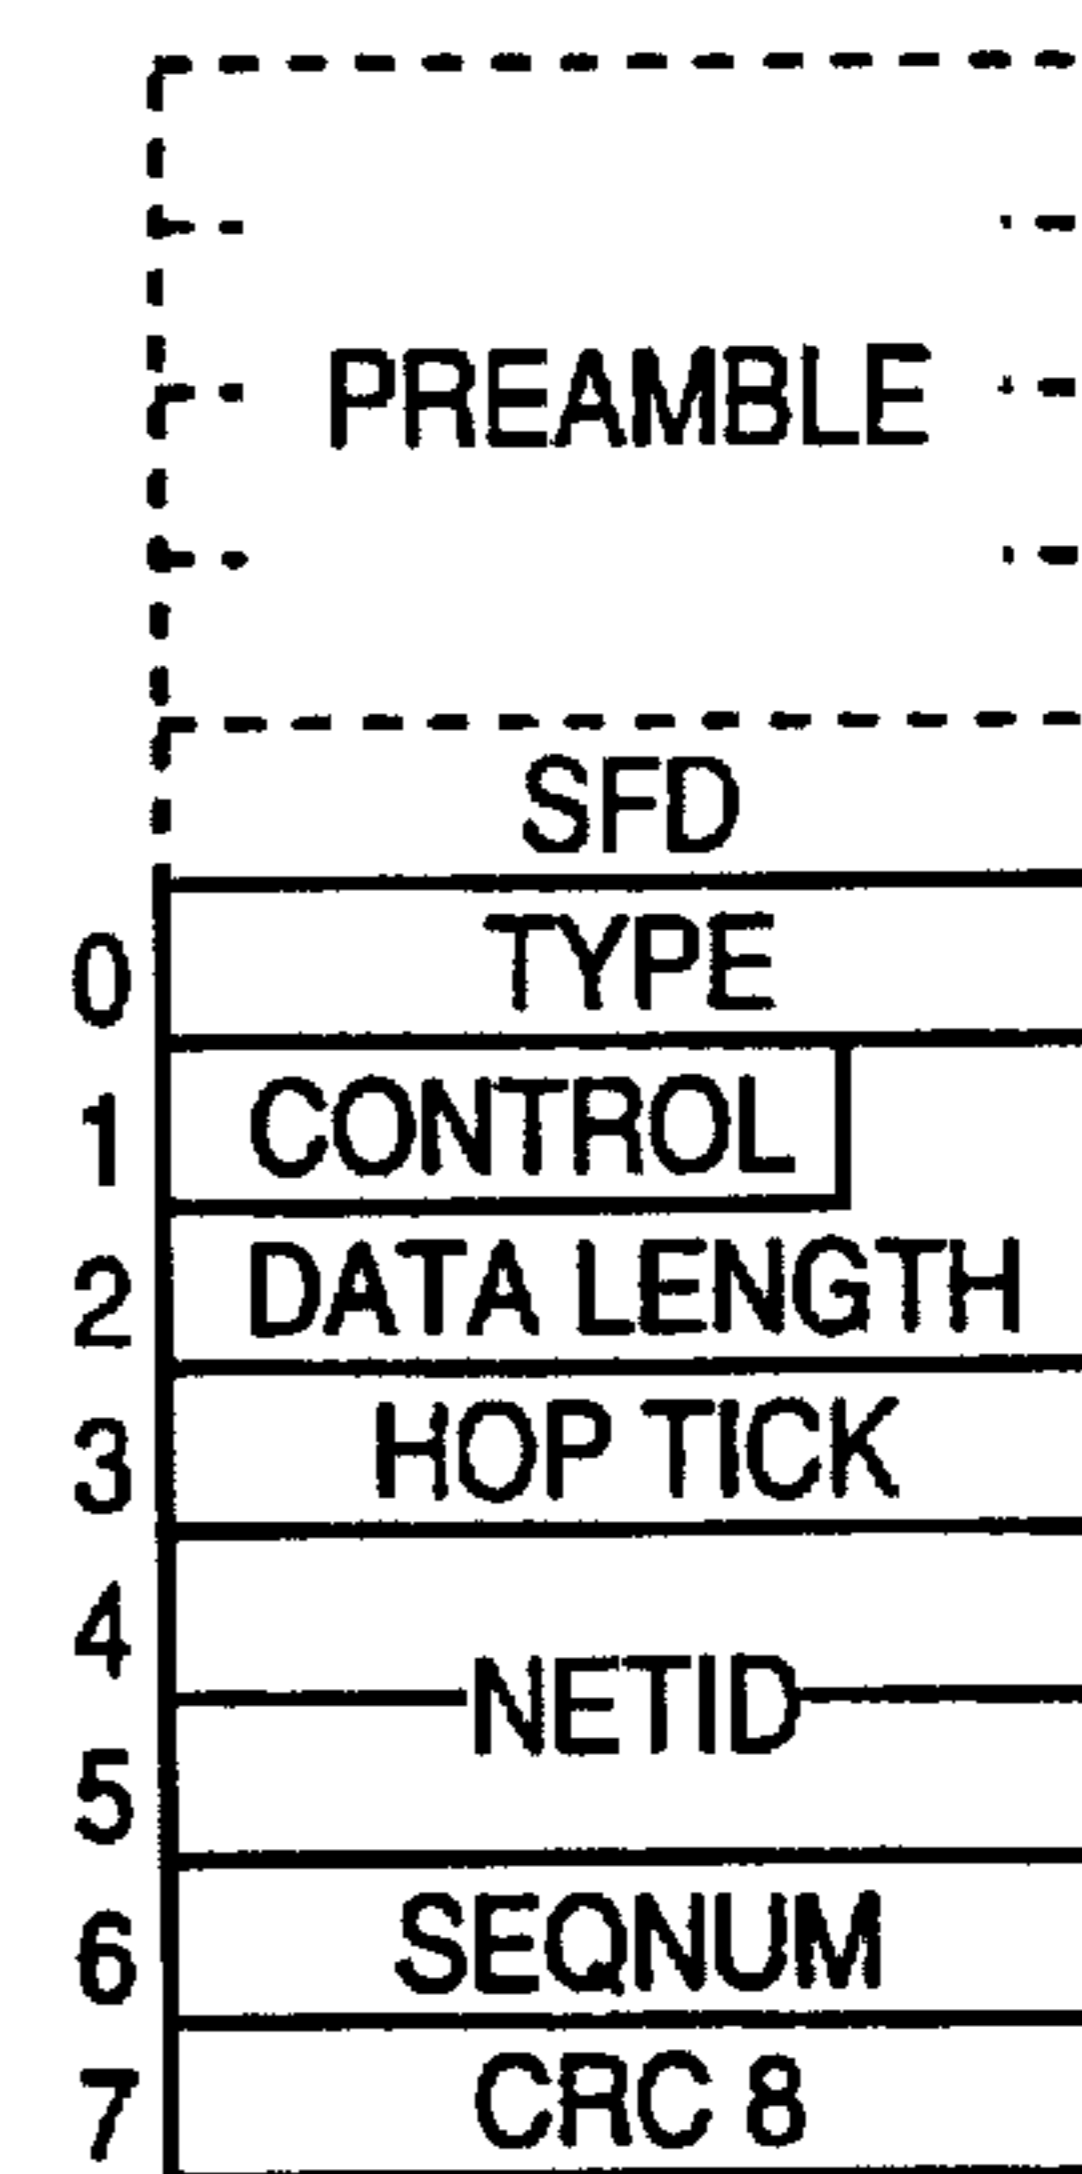 PREAMBLE
SFD
0 TYPE
1 CONTROL
2 DATA LENGTH
3 HOP TICK
4
NETID
5
6 SEQNUM
7 CRC 8